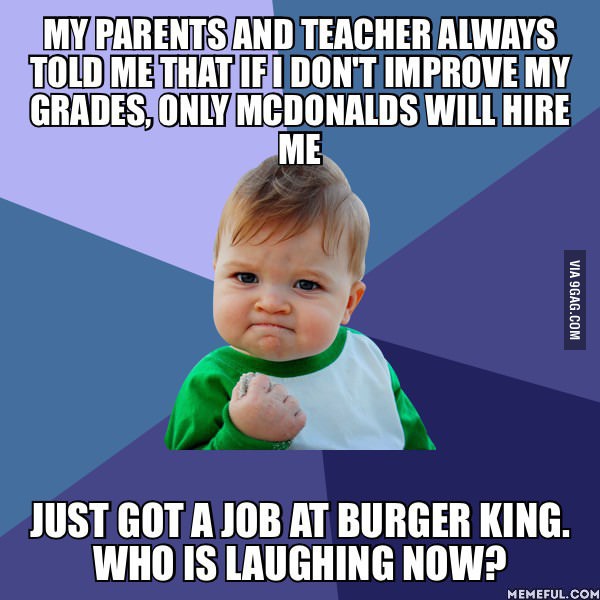 MY PARENTS AND TEACHER ALWAYS
TOLD ME THAT IF I DON'T IMPROVE MY
GRADES, ONLY MCDONALDS WILL HIRE
ME
VIA 9GAG.COM
JUST GOT A JOB AT BURGER KING.
WHO IS LAUGHING NOW?
MEMEFUL.COM